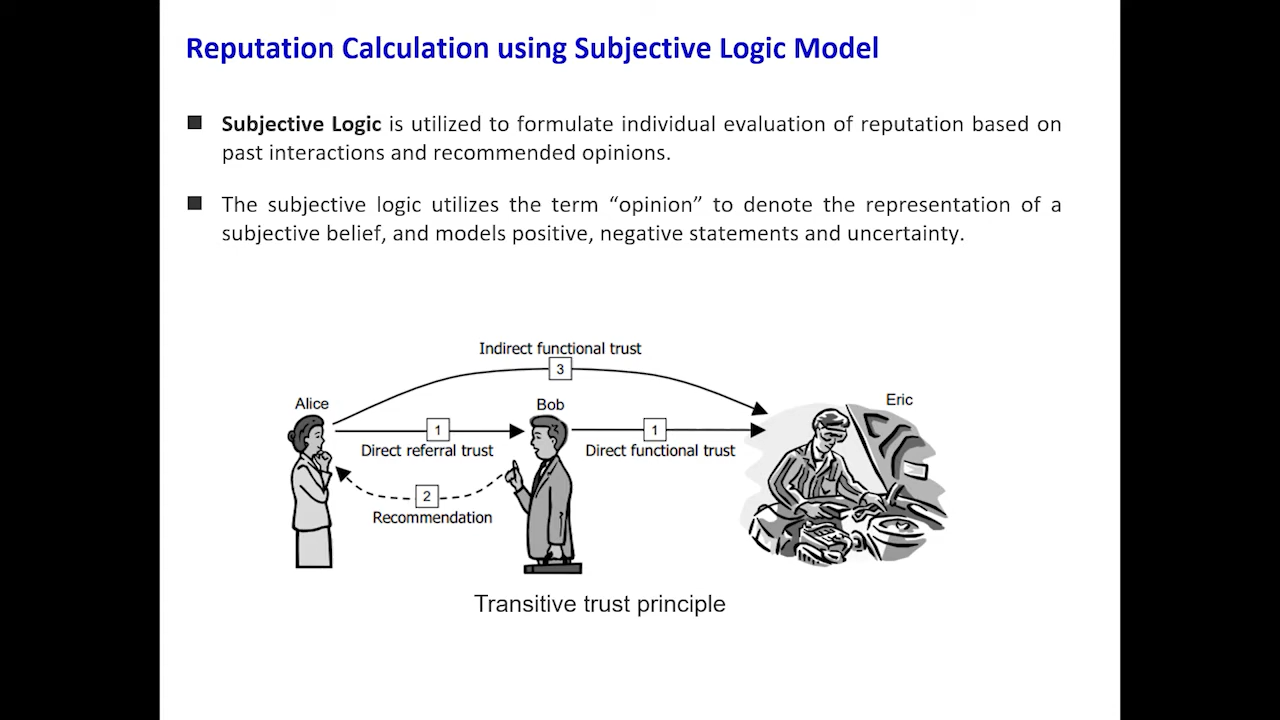 Reputation Calculation using Subjective Logic Model
Subjective Logic is utilized to formulate individual evaluation of reputation based on
past interactions and recommended opinions.
The subjective logic utilizes the term “opinion” to denote the representation of a
subjective belief, and models positive, negative statements and uncertainty.
Indirect functional trust
3
Alice
Bob
Eric
1
1
Direct referral trust
Direct functional trust
2
Recommendation
Transitive trust principle